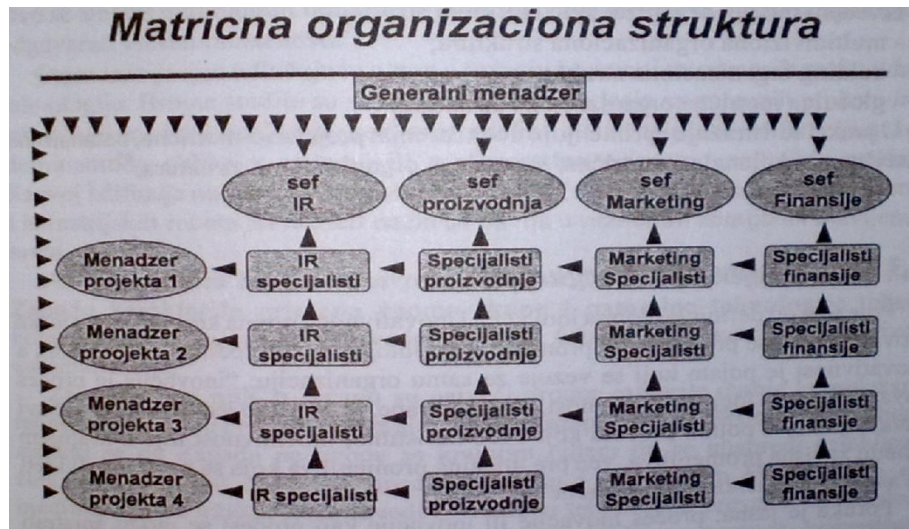 Matricna organizaciona struktura
Generalni menadzer
sef
IR
sef
proizvodnja
sef
Marketing
sef
Finansije
Menadzer
projekta 1
IR
specijalisti
Specijalisti
proizvodnje
Marketing
Specijalisti
Specijalisti
finansije
Menadzer
proojekta 2
IR
specijalisti
Specijalisti
proizvodnje
Marketing
Specijalisti
Specijalisti
finansije
Menadzer
projekta 3
IR
specijalisti
Specijalisti
proizvodnje
Marketing
Specijalisti
Specijalisti
finansije
Menadzer
projekta 4
IR specijalisti
Specijalisti
proizvodnje
Marketing
Specijalisti
Specijalisti
finansije